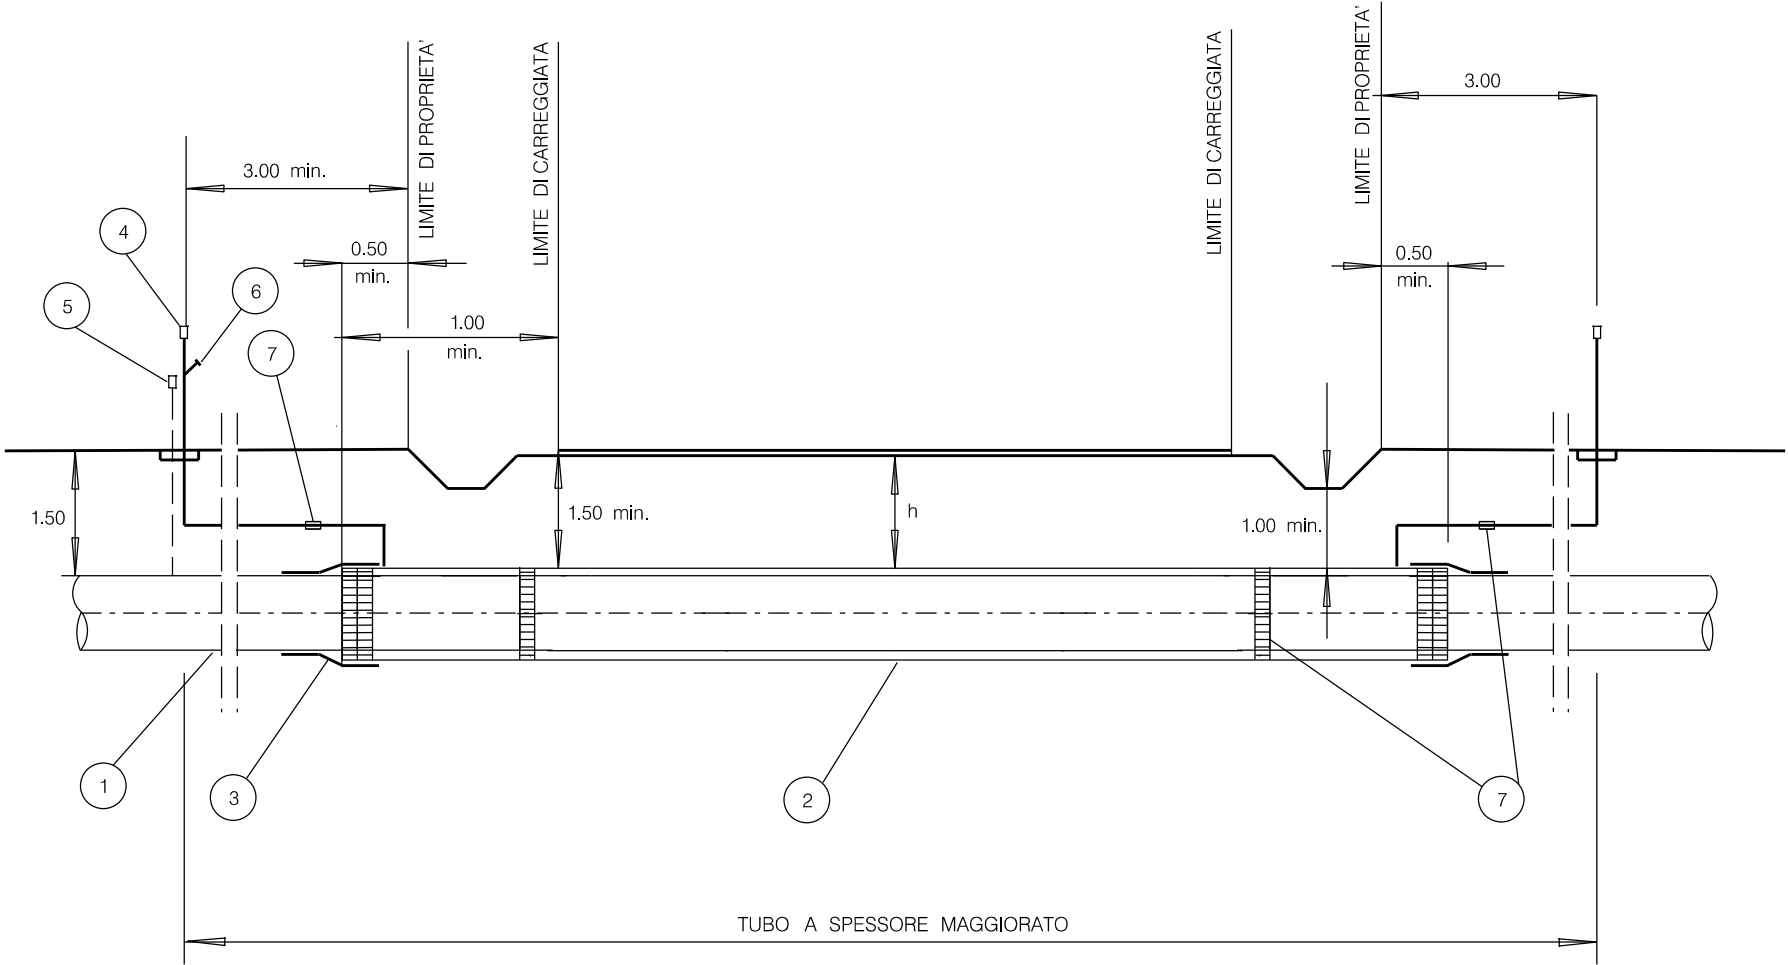 LIMITE DI PROPRIETA'
LIMITE DI CARREGGIATA
LIMITE DI CARREGGIATA
LIMITE DI PROPRIETA'
3.00
3.00 min.
4
0.50
min.
0.50
min.
5
6
7
1.00
min.
1.50
1.50 min.
h
1.00 min.
1
3
2
7
TUBO A SPESSORE MAGGIORATO